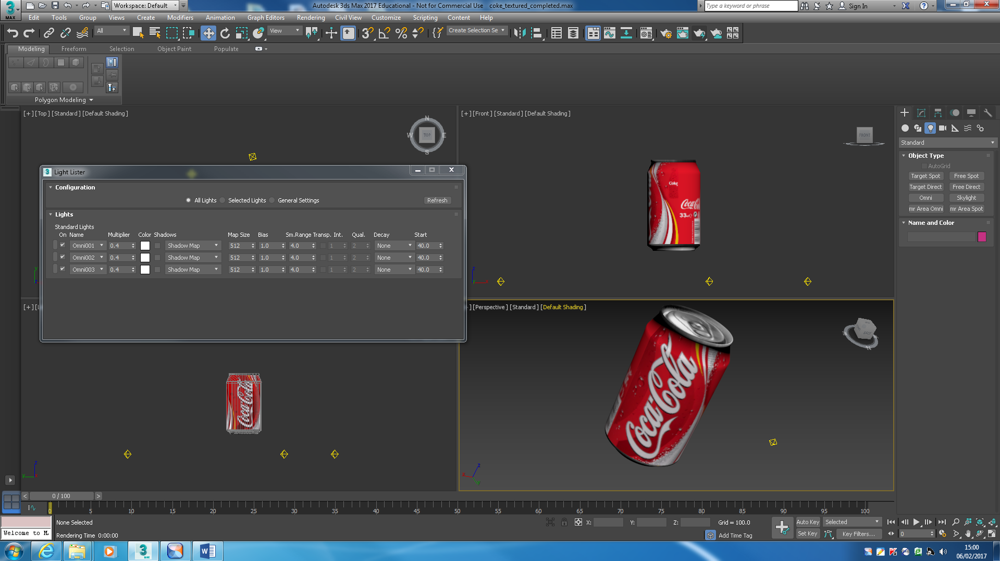 Workspace: Default
Autodesk 3ds Max 2017 Educational - Not for Commercial Use coke_textured_completed.max
Type a keyword or phrase
Sign In
MAX
Edit Tools Group Views Create Modifiers Animation Graph Editors Rendering Civil View Customize Scripting Content Help
All
View
Create Selection Se
Modeling Freeform Selection Object Paint Populate
Polygon Modeling
[+] [Top] [Standard] [Default Shading]
[+] [Front] [Standard] [Default Shading]
N
W TOP E
S
FRONT
Standard
Object Type
AutoGrid
Target Spot Free Spot
Target Direct Free Direct
Omni Skylight
mr Area Omni mr Area Spot
Name and Color
3 Light Lister
Configuration
All Lights Selected Lights General Settings Refresh
Lights
Standard Lights
On Name Multiplier Color Shadows Map Size Bias Sm.Range Transp. Int. Qual. Decay Start
Omni001 0.4 Shadow Map 512 1.0 4.0 1 2 None 40.0
Omni002 0.4 Shadow Map 512 1.0 4.0 1 2 None 40.0
Omni003 0.4 Shadow Map 512 1.0 4.0 1 2 None 40.0
Coke
Coca-Co
33cl
z
y x
[+] [L
] [Perspective] [Standard] [Default Shading]
Coca-Cola
Coca-Cola
z
y
z
x
y
< 0 / 100 >
0 5 10 15 20 25 30 35 40 45 50 55 60 65 70 75 80 85 90 95 100
None Selected
X: Y: Z: Grid = 100.0
Auto Key Selected
Welcome to M
Rendering Time 0:00:00
Add Time Tag
Set Key Key Filters...
0
15:00
06/02/2017